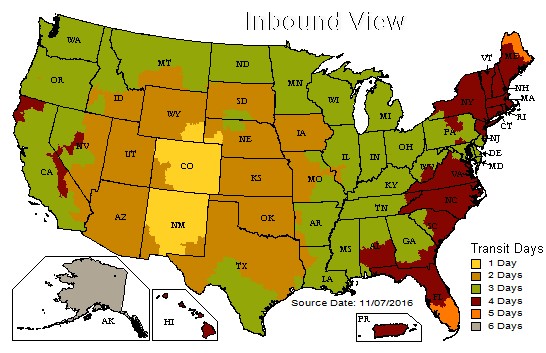 Inbound View
WA
MT
ND
MN
VT
ME
OR
ID
WY
SD
WI
MI
NY
NH
MA
RI
CT
NV
UT
CO
NE
IA
IL
IN
OH
PA
NJ
DE
MD
CA
AZ
NM
KS
MO
KY
WV
VA
OK
AR
TN
NC
TX
LA
MS
GA
FL
AK
HI
PR
Source Date: 11/07/2016
Transit Days
1 Day
2 Days
3 Days
4 Days
5 Days
6 Days